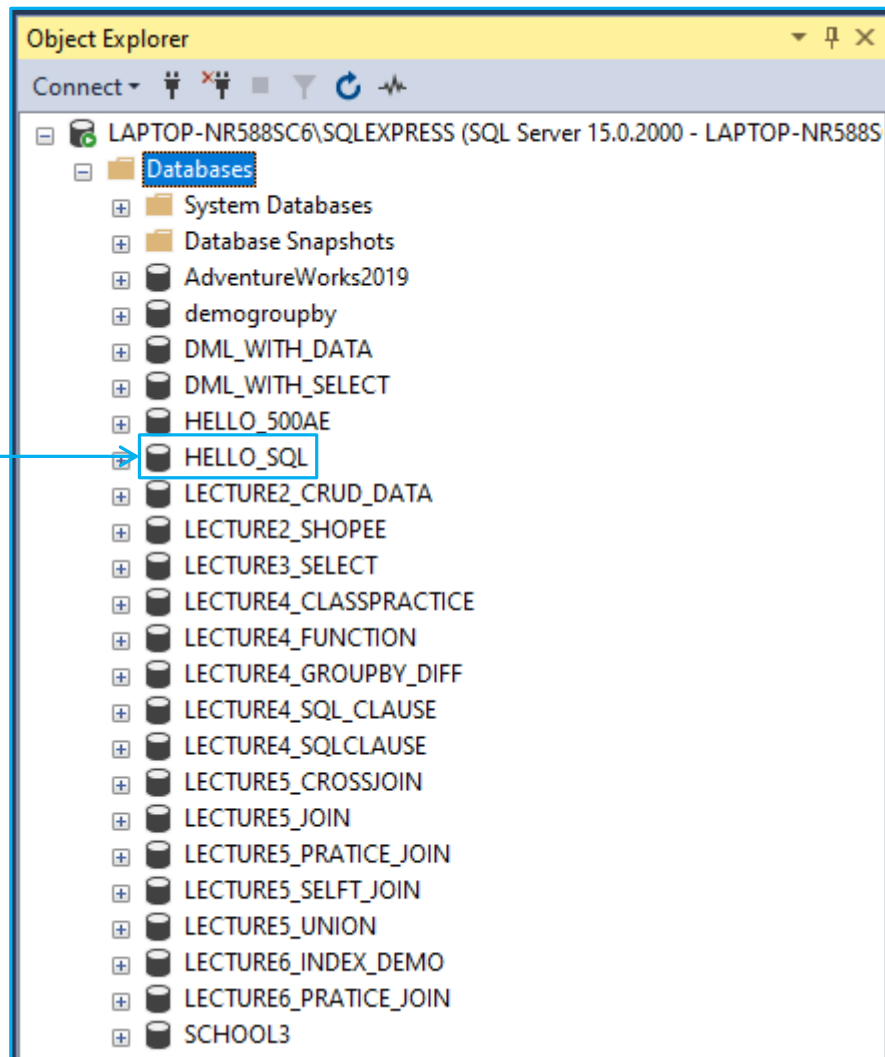 Object Explorer
Connect
LAPTOP-NR588SC6\SQLEXPRESS (SQL Server 15.0.2000 - LAPTOP-NR588S
Databases
System Databases
Database Snapshots
AdventureWorks2019
demogroupby
DML_WITH_DATA
DML_WITH_SELECT
HELLO_500AE
HELLO_SQL
LECTURE2_CRUD_DATA
LECTURE2_SHOPEE
LECTURE3_SELECT
LECTURE4_CLASSPRACTICE
LECTURE4_FUNCTION
LECTURE4_GROUPBY_DIFF
LECTURE4_SQL_CLAUSE
LECTURE4_SQLCLAUSE
LECTURE5_CROSSJOIN
LECTURE5_JOIN
LECTURE5_PRATICE_JOIN
LECTURE5_SELFT_JOIN
LECTURE5_UNION
LECTURE6_INDEX_DEMO
LECTURE6_PRATICE_JOIN
SCHOOL3